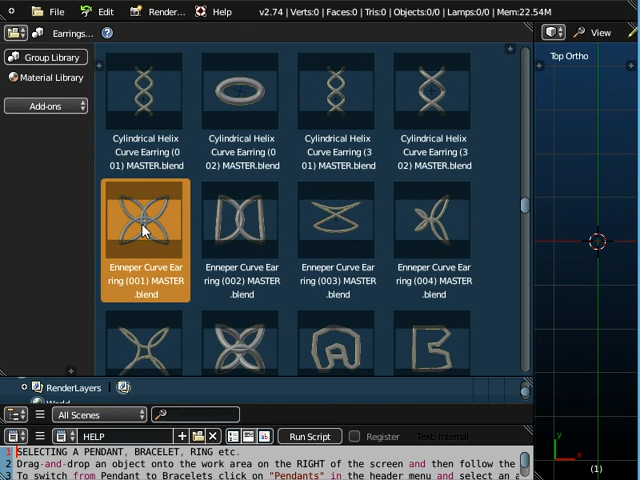 File Edit Render... Help v2.74 | Verts:0 | Faces:0 | Tris:0 | Objects:0/0 | Lamps:0/0 | Mem:22.54M
Earrings... View
Group Library
Material Library
Add-ons
Top Ortho
Cylindrical Helix Cylindrical Helix Cylindrical Helix Cylindrical Helix
Curve Earring (0 Curve Earring (0 Curve Earring (3 Curve Earring (3
01) MASTER.blend 02) MASTER.blend 01) MASTER.blend 02) MASTER.blend
Enneper Curve Ear Enneper Curve Ear Enneper Curve Ear Enneper Curve Ear
ring (001) MASTER ring (002) MASTER ring (003) MASTER ring (004) MASTER
.blend .blend .blend .blend
RenderLayers
y
x
(1)
All Scenes
HELP Run Script Register Text: Internal
1 SELECTING A PENDANT, BRACELET, RING etc.
2 Drag-and-drop an object onto the work area on the RIGHT of the screen and then follow the
3 To switch from Pendant to Bracelets click on "Pendants" in the header menu and select an a